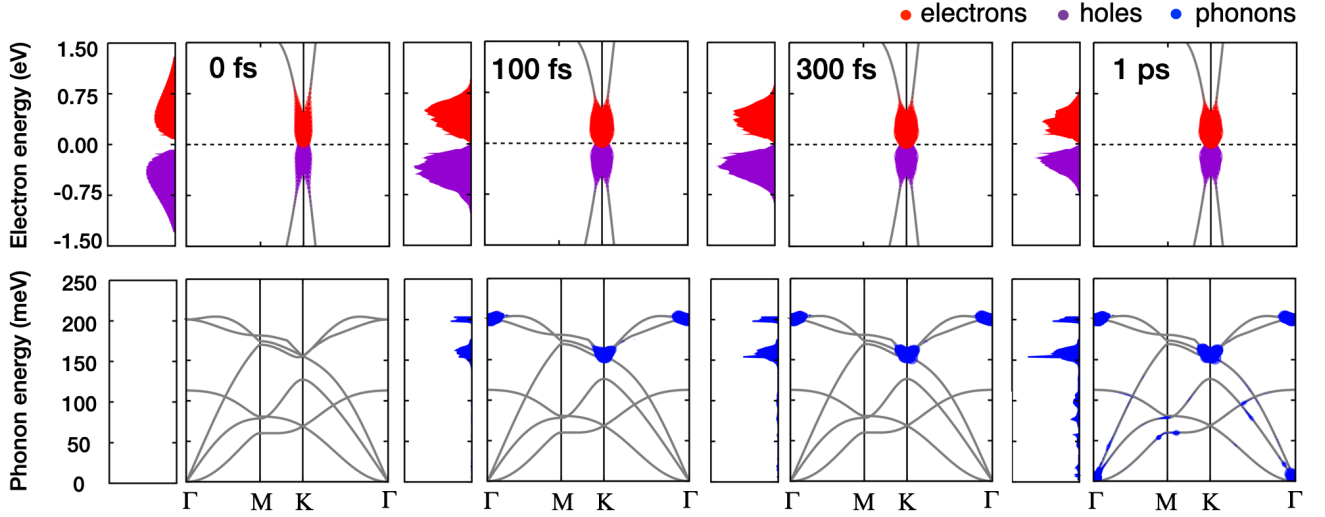 electrons holes phonons
Electron energy (eV)
1.50
0.75
0.00
-0.75
-1.50
0 fs
100 fs
300 fs
1 ps
Phonon energy (meV)
250
200
150
100
50
0
Γ M K Γ
Γ M K Γ
Γ M K Γ
Γ M K Γ